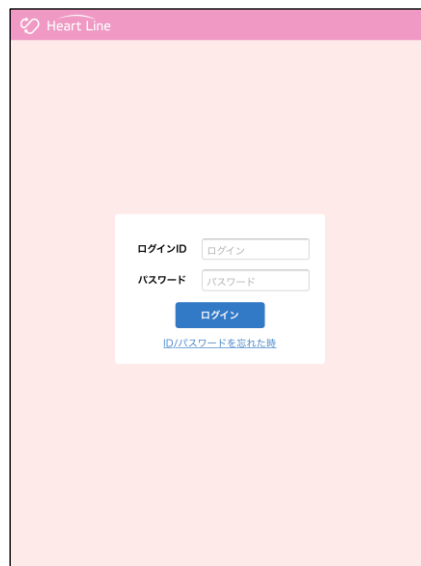 Heart Line
ログインID ログイン
パスワード パスワード
ログイン
ID/パスワードを忘れた時